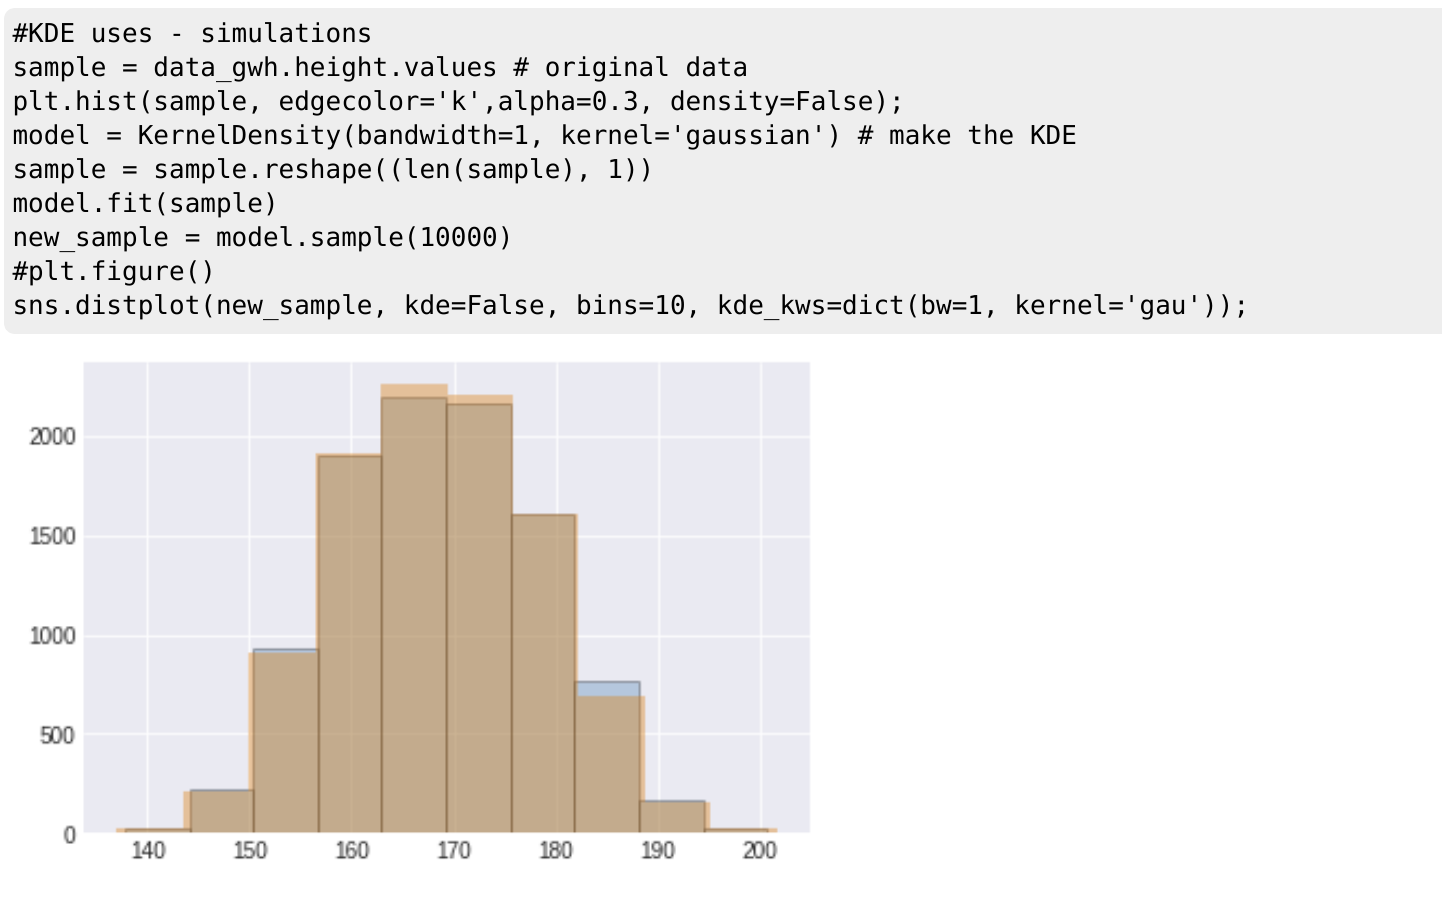 #KDE uses - simulations
sample = data_gwh.height.values # original data
plt.hist(sample, edgecolor='k',alpha=0.3, density=False);
model = KernelDensity(bandwidth=1, kernel='gaussian') # make the KDE
sample = sample.reshape((len(sample), 1))
model.fit(sample)
new_sample = model.sample(10000)
#plt.figure()
sns.distplot(new_sample, kde=False, bins=10, kde_kws=dict(bw=1, kernel='gau'));
2000
1500
1000
500
0
140 150 160 170 180 190 200